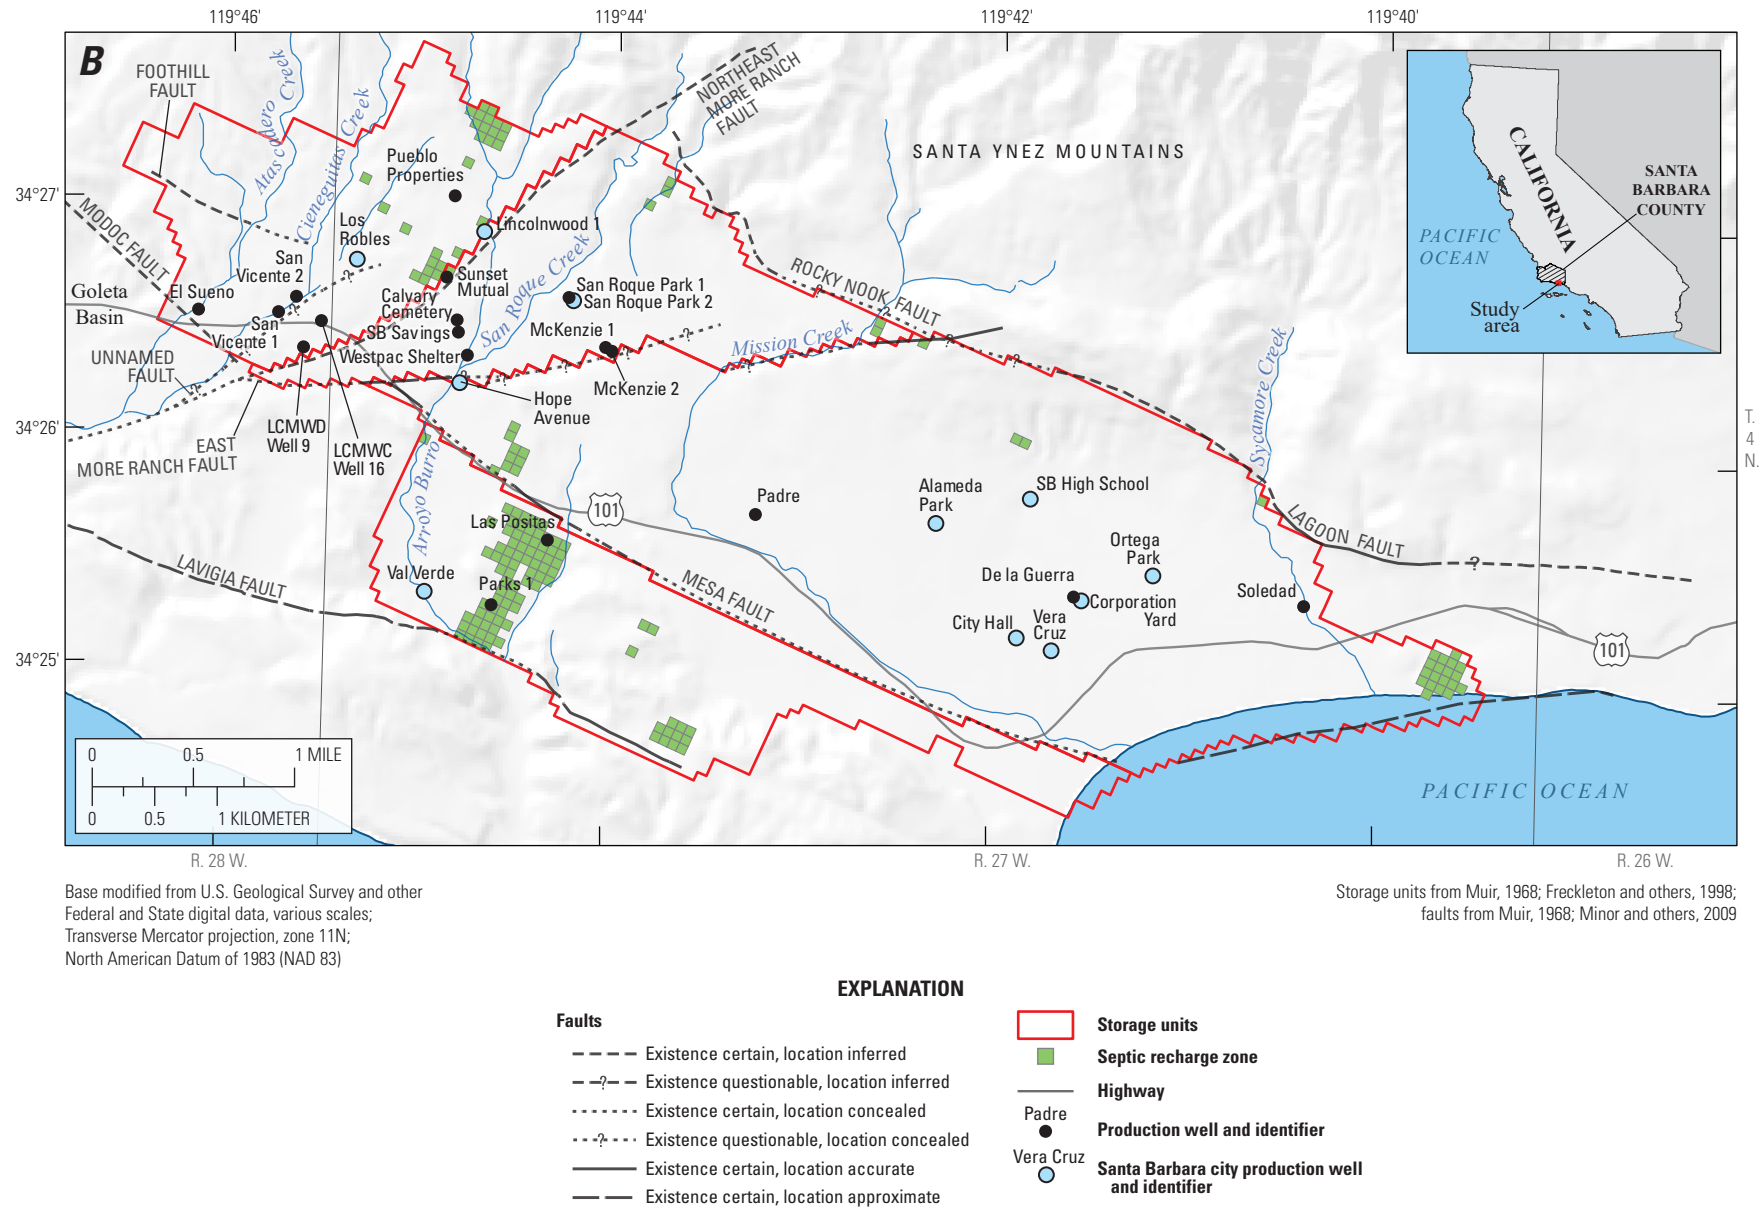 119°46'
119°44'
119°42'
119°40'
B
FOOTHILL
FAULT
Atascadero
Creek
Cieneguitas Creek
NORTHEAST
MORE RANCH
FAULT
SANTA YNEZ MOUNTAINS
CALIFORNIA
SANTA
BARBARA
COUNTY
PACIFIC
OCEAN
Study
area
Pueblo
Properties
34°27'
MODOC FAULT
Los
Robles
Lincolnwood 1
San
Vicente 2
El Sueno
Sunset
Mutual
San Roque Creek
San Roque Park 1
San Roque Park 2
ROCKY NOOK FAULT
Goleta
Basin
Calvary
Cemetery
SB Savings
San
Vicente 1
McKenzie 1
Mission Creek
UNNAMED
FAULT
Westpac Shelter
McKenzie 2
Sycamore Creek
Hope
Avenue
34°26'
T.
4
N.
EAST
MORE RANCH FAULT
LCMWD
Well 9
LCMWC
Well 16
Arroyo Burro
101
Padre
Alameda
Park
SB High School
Las Positas
LAGOON FAULT
LAVIGIA FAULT
Val Verde
Parks 1
MESA FAULT
Ortega
Park
De la Guerra
Corporation
Yard
Soledad
City Hall
Vera
Cruz
101
34°25'
0 0.5 1 MILE
0 0.5 1 KILOMETER
PACIFIC OCEAN
R. 28 W.
R. 27 W.
R. 26 W.
Base modified from U.S. Geological Survey and other
Federal and State digital data, various scales;
Transverse Mercator projection, zone 11N;
North American Datum of 1983 (NAD 83)
Storage units from Muir, 1968; Freckleton and others, 1998;
faults from Muir, 1968; Minor and others, 2009
EXPLANATION
Faults
Existence certain, location inferred
? Existence questionable, location inferred
Existence certain, location concealed
? Existence questionable, location concealed
Existence certain, location accurate
Existence certain, location approximate
Storage units
Septic recharge zone
Highway
Padre
Production well and identifier
Vera Cruz
Santa Barbara city production well
and identifier